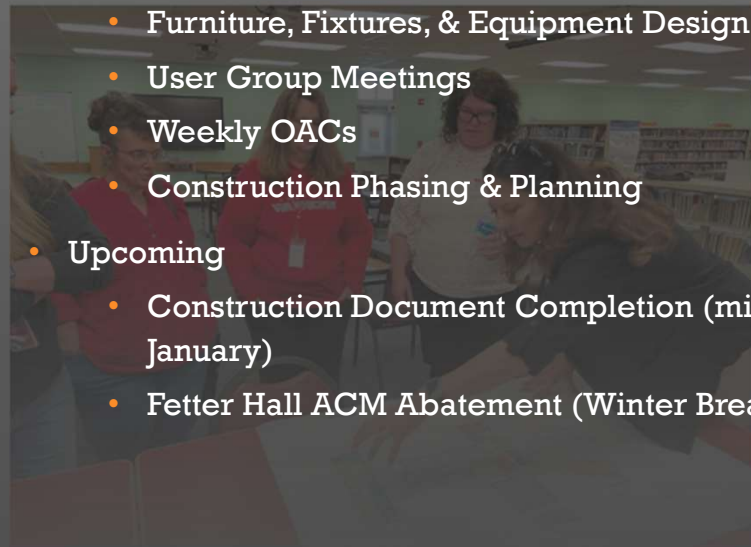 • Furniture, Fixtures, & Equipment Design
• User Group Meetings
• Weekly OACs
• Construction Phasing & Planning
• Upcoming
• Construction Document Completion (mi
January)
• Fetter Hall ACM Abatement (Winter Brea